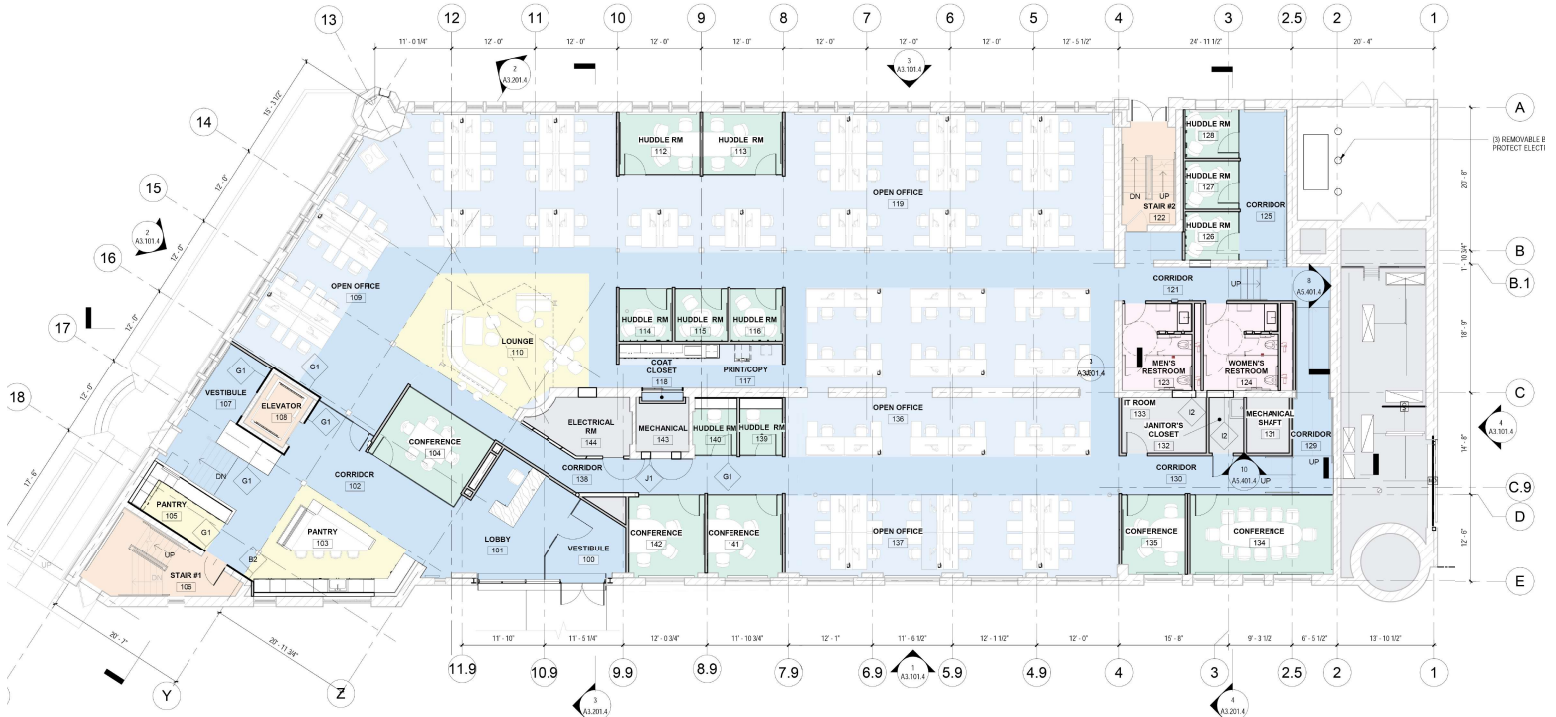 13
12
11
10
9
8
7
6
5
4
3
2.5
2
1
11' - 0 1/4"
12' - 0"
12' - 0"
12' - 0"
12' - 0"
12' - 0"
12' - 0"
12' - 0"
12' - 5 1/2"
24' - 11 1/2"
20' - 4"
2
A3.201.4
3
A3.101.4
15' - 3 1/2"
14
12' - 0"
15
12' - 0"
2
A3.101.4
16
12' - 0"
17
12' - 0"
18
17' - 6"
A
(3) REMOVABLE B
PROTECT ELECTI
20' - 8"
B
1' - 10 3/4"
B.1
18' - 9"
C
14' - 8"
4
A3.101.4
C.9
D
12' - 6"
E
HUDDLE RM
112
HUDDLE RM
113
OPEN OFFICE
119
DN
UP
STAIR #2
122
HUDDLE RM
128
HUDDLE RM
127
HUDDLE RM
126
CORRIDOR
125
OPEN OFFICE
109
LOUNGE
110
HUDDLE RM
114
HUDDLE RM
115
HUDDLE RM
116
COAT
CLOSET
118
PRINT/COPY
117
CORRIDOR
121
UP
8
A5.401.4
MEN'S
RESTROOM
123
WOMEN'S
RESTROOM
124
G1
G1
VESTIBULE
107
ELEVATOR
108
G1
CONFERENCE
104
ELECTRICAL
RM
144
MECHANICAL
143
HUDDLE RM
140
HUDDLE RM
139
OPEN OFFICE
136
IT ROOM
133
I2
JANITOR'S
CLOSET
132
I2
MECHANICAL
SHAFT
131
CORRIDOR
129
UP
DN
G1
CORRIDOR
102
CORRIDOR
138
J1
G1
CORRIDOR
130
10
A5.401.4
UP
PANTRY
105
G1
PANTRY
103
LOBBY
101
VESTIBULE
100
CONFERENCE
142
CONFERENCE
41
OPEN OFFICE
137
CONFERENCE
135
CONFERENCE
134
UP
DN
B2
STAIR #1
UP
20' - 11 3/4"
Y
Z
11' - 10"
11' - 5 1/4"
12' - 0 3/4"
11' - 10 3/4"
12' - 1"
11' - 6 1/2"
12' - 1 1/2"
12' - 0"
15' - 8"
9' - 3 1/2
6' - 5 1/2"
13' - 10 1/2"
11.9
10.9
9.9
8.9
7.9
6.9
5.9
4.9
4
3
2.5
2
1
3
A3.201.4
1
A3.101.4
4
A3.201.4